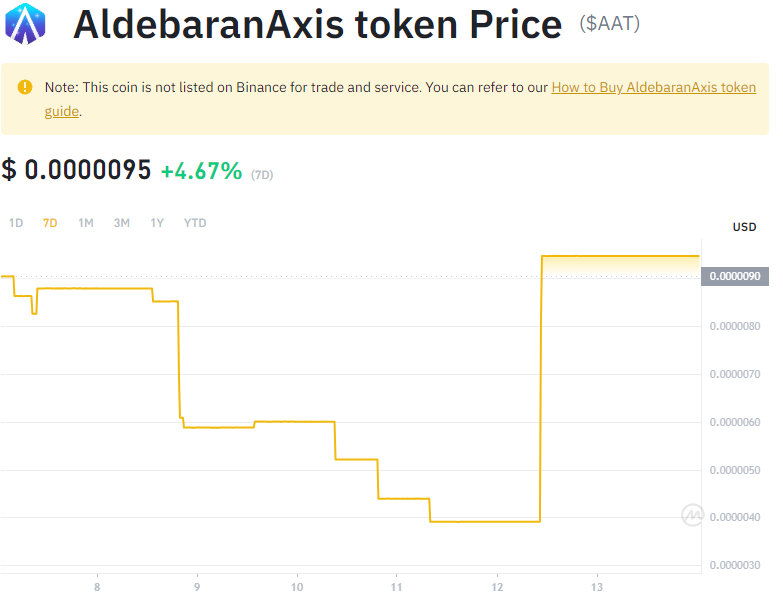 AldebaranAxis token Price ($AAT)
Note: This coin is not listed on Binance for trade and service. You can refer to our How to Buy AldebaranAxis token
guide.
$ 0.0000095 +4.67% (7D)
1D 7D 1M 3M 1Y YTD
USD
0.0000090
0.0000080
0.0000070
0.0000060
0.0000050
0.0000040
0.0000030
8 9 10 11 12 13